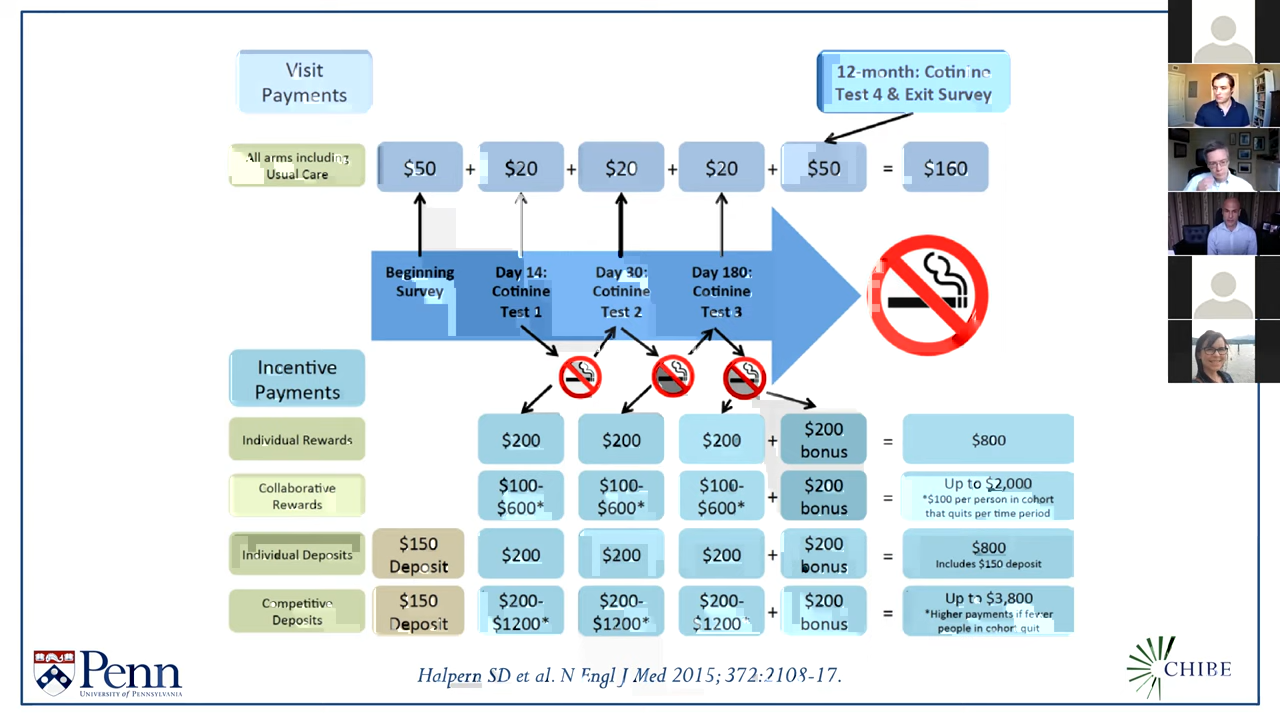 Visit
Payments
12-month: Cotinine
Test 4 & Exit Survey
All arms including
Usual Care
$50 + $20 + $20 + $20 + $50 = $160
Beginning
Survey
Day 14:
Cotinine
Test 1
Day 30:
Cotinine
Test 2
Day 180:
Cotinine
Test 3
Incentive
Payments
Individual Rewards
$200
$200
$200
+
$200
bonus
=
$800
Collaborative
Rewards
$100-
$600*
$100-
$600*
$100-
$600*
+
$200
bonus
=
Up to $2,000
*$100 per person in cohort
that quits per time period
Individual Deposits
$150
Deposit
$200
$200
$200
+
$200
bonus
=
$800
Includes $150 deposit
Competitive
Deposits
$150
Deposit
$200-
$1200*
$200-
$1200*
$200-
$1200*
+
$200
bonus
=
Up to $3,800
*Higher payments if fewer
people in cohort quit
Penn
UNIVERSITY OF PENNSYLVANIA
Halpern SD et al. N Engl J Med 2015; 372:2108-17.
CHIBE